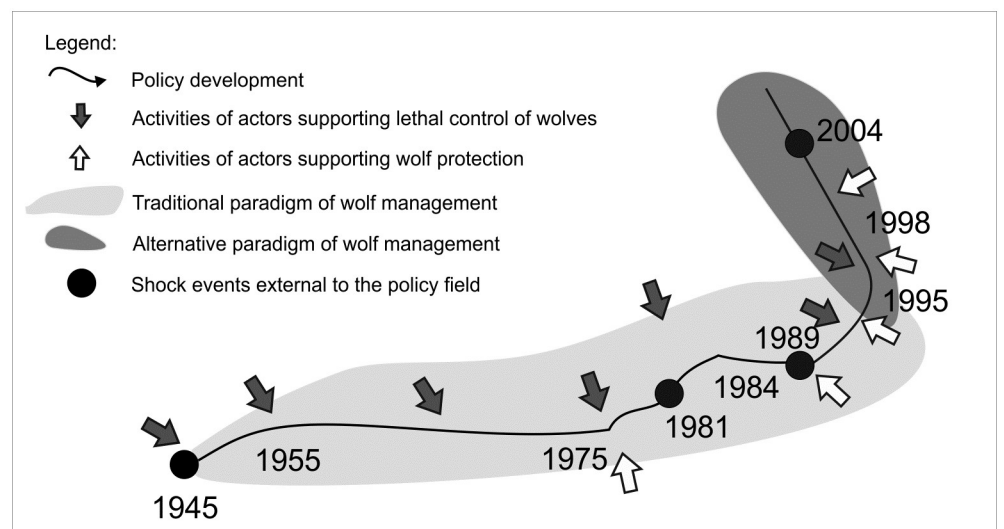 Legend:
Policy development
Activities of actors supporting lethal control of wolves
Activities of actors supporting wolf protection
Traditional paradigm of wolf management
Alternative paradigm of wolf management
Shock events external to the policy field
2004
1998
1995
1989
1984
1981
1975
1955
1945